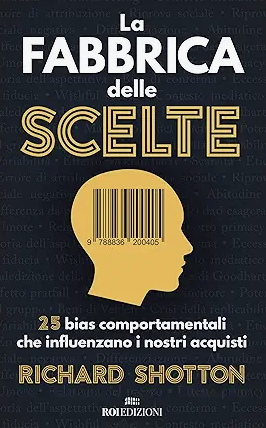 La
FABBRICA
delle
SCELTE
9 788836 200405
25 bias comportamentali
che influenzano i nostri acquisti
RICHARD SHOTTON
ROI EDIZIONI